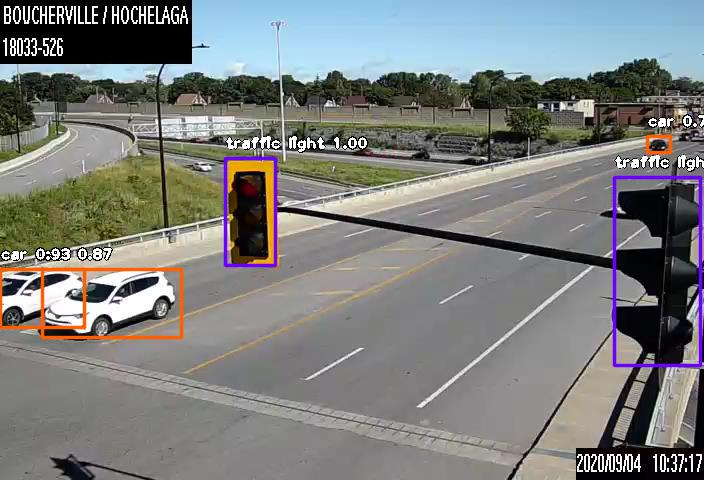 BOUCHERVILLE / HOCHELAGA
18033-526
car 0.7
traffic light 1.00
traffic ligh
car 0.93 0.87
2020/09/04 10:37:17